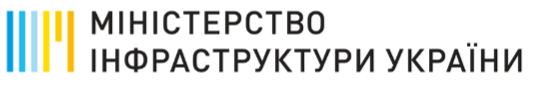 МІНІСТЕРСТВО
ІНФРАСТРУКТУРИ УКРАЇНИ